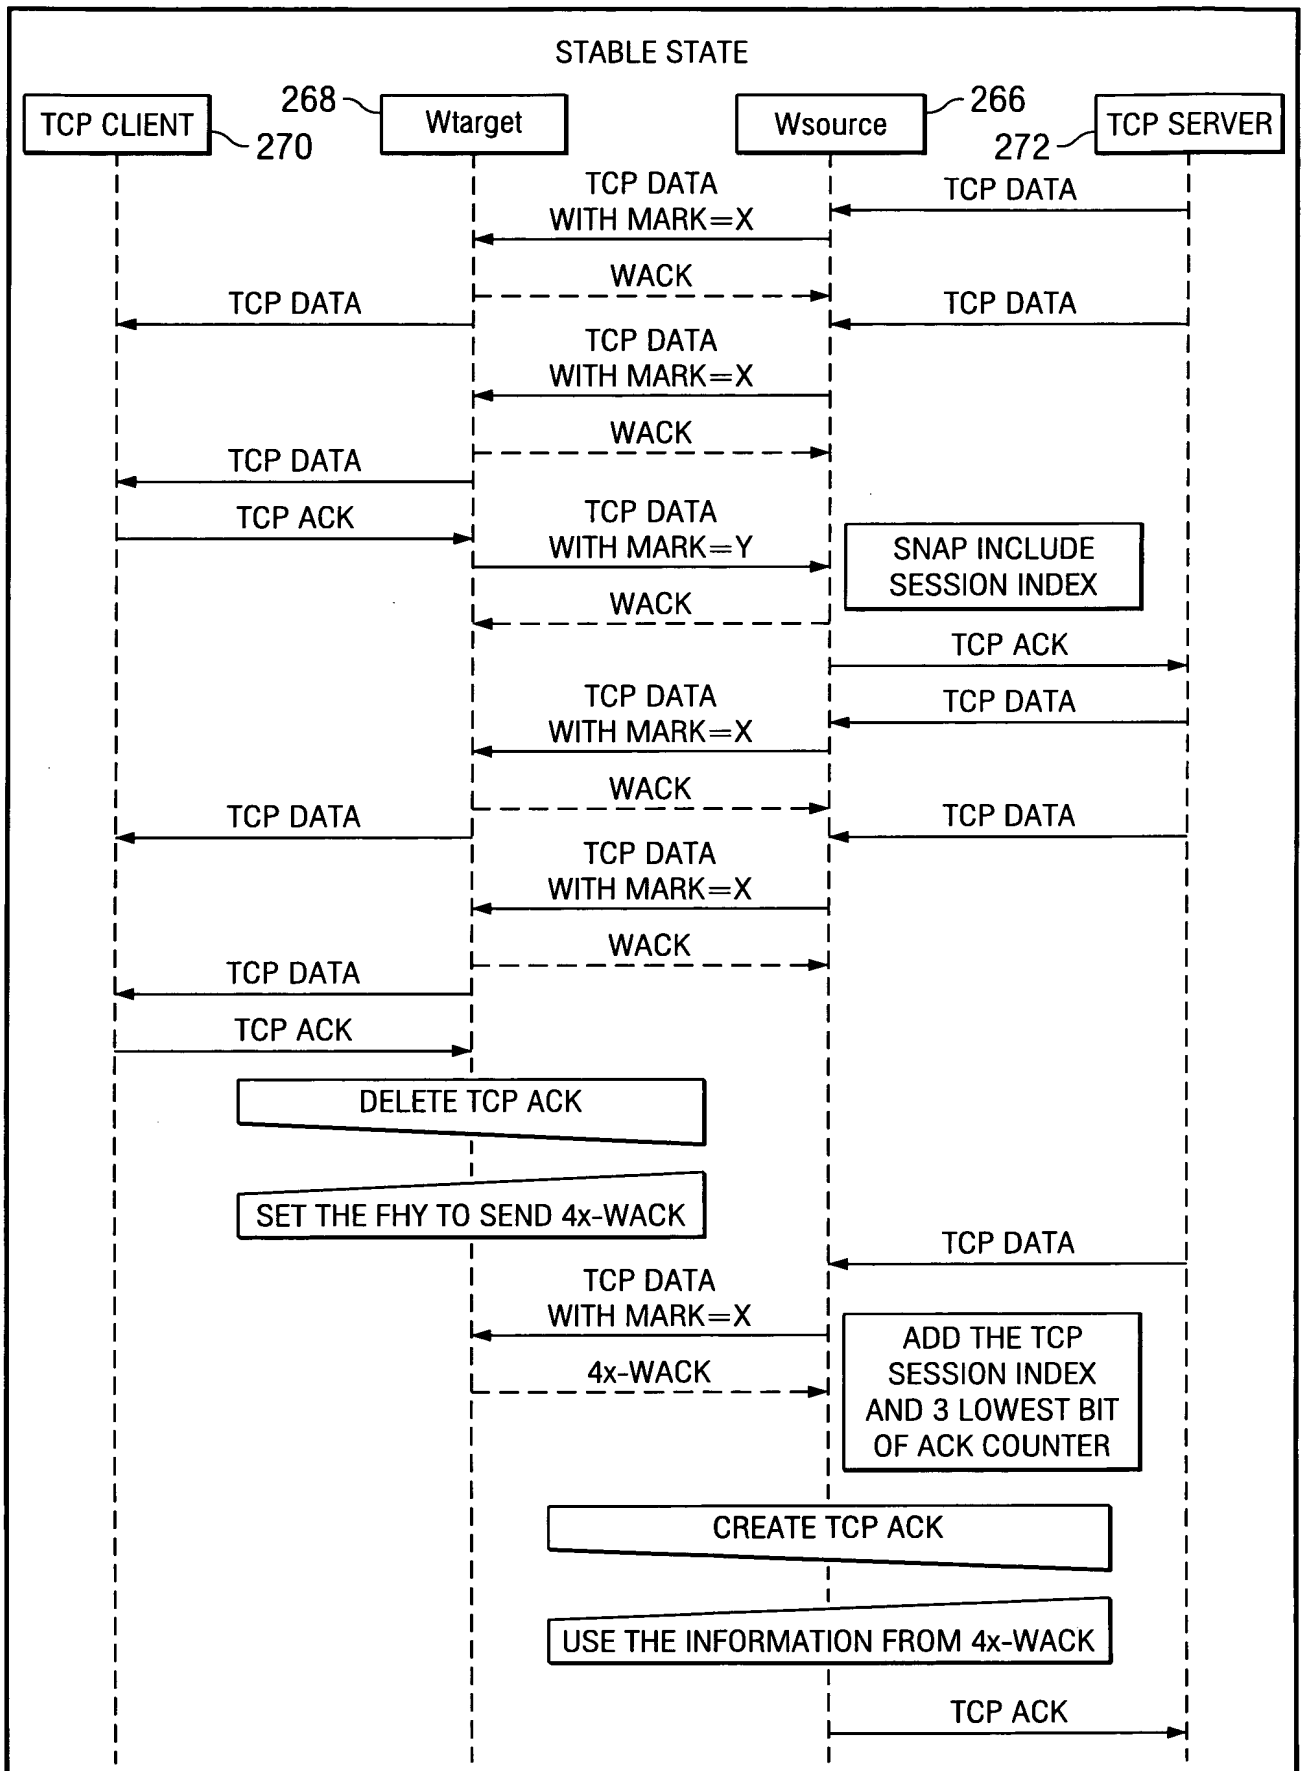 STABLE STATE
268
266
TCP CLIENT
Wtarget
Wsource
TCP SERVER
270
272
TCP DATA
WITH MARK=X
TCP DATA
WACK
TCP DATA
TCP DATA
TCP DATA
WITH MARK=X
WACK
TCP DATA
TCP ACK
TCP DATA
WITH MARK=Y
SNAP INCLUDE
SESSION INDEX
WACK
TCP ACK
TCP DATA
WITH MARK=X
TCP DATA
WACK
TCP DATA
TCP DATA
TCP DATA
WITH MARK=X
WACK
TCP DATA
TCP ACK
DELETE TCP ACK
SET THE FHY TO SEND 4x-WACK
TCP DATA
TCP DATA
WITH MARK=X
4x-WACK
ADD THE TCP
SESSION INDEX
AND 3 LOWEST BIT
OF ACK COUNTER
CREATE TCP ACK
USE THE INFORMATION FROM 4x-WACK
TCP ACK